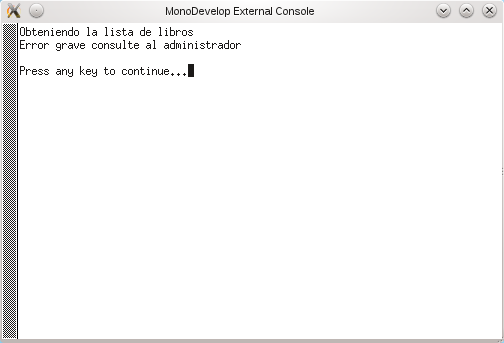 MonoDevelop External Console
Obteniendo la lista de libros
Error grave consulte al administrador
Press any key to continue...